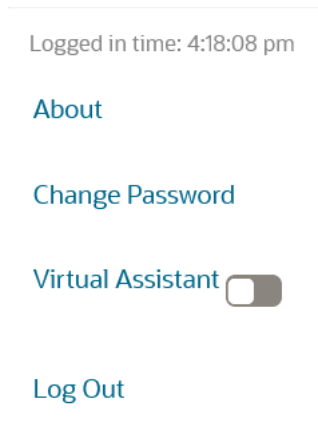 Logged in time: 4:18:08 pm
About
Change Password
Virtual Assistant
Log Out